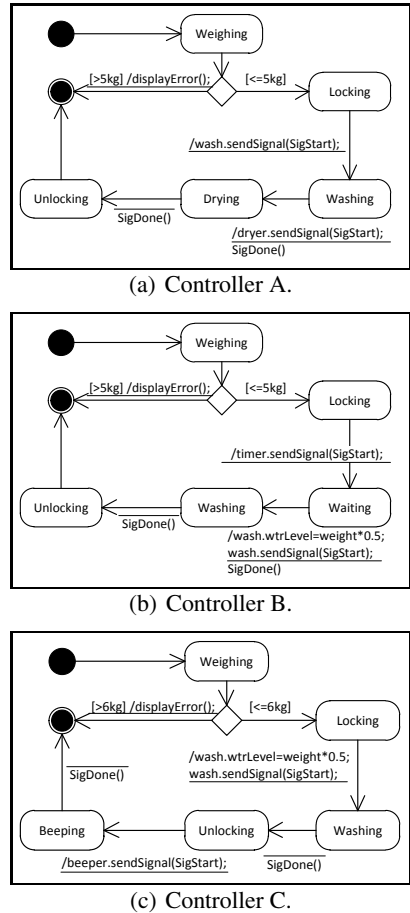 Weighing
[>5kg] /displayError();
[<=5kg]
Locking
/wash.sendSignal(SigStart);
Unlocking
Drying
Washing
SigDone()
/dryer.sendSignal(SigStart);
SigDone()
(a) Controller A.
Weighing
[>5kg] /displayError();
[<=5kg]
Locking
/timer.sendSignal(SigStart);
Unlocking
Washing
Waiting
SigDone()
/wash.wtrLevel=weight*0.5;
wash.sendSignal(SigStart);
SigDone()
(b) Controller B.
Weighing
[>6kg] /displayError();
[<=6kg]
Locking
SigDone()
/wash.wtrLevel=weight*0.5;
wash.sendSignal(SigStart);
Beeping
Unlocking
Washing
/beeper.sendSignal(SigStart);
SigDone()
(c) Controller C.